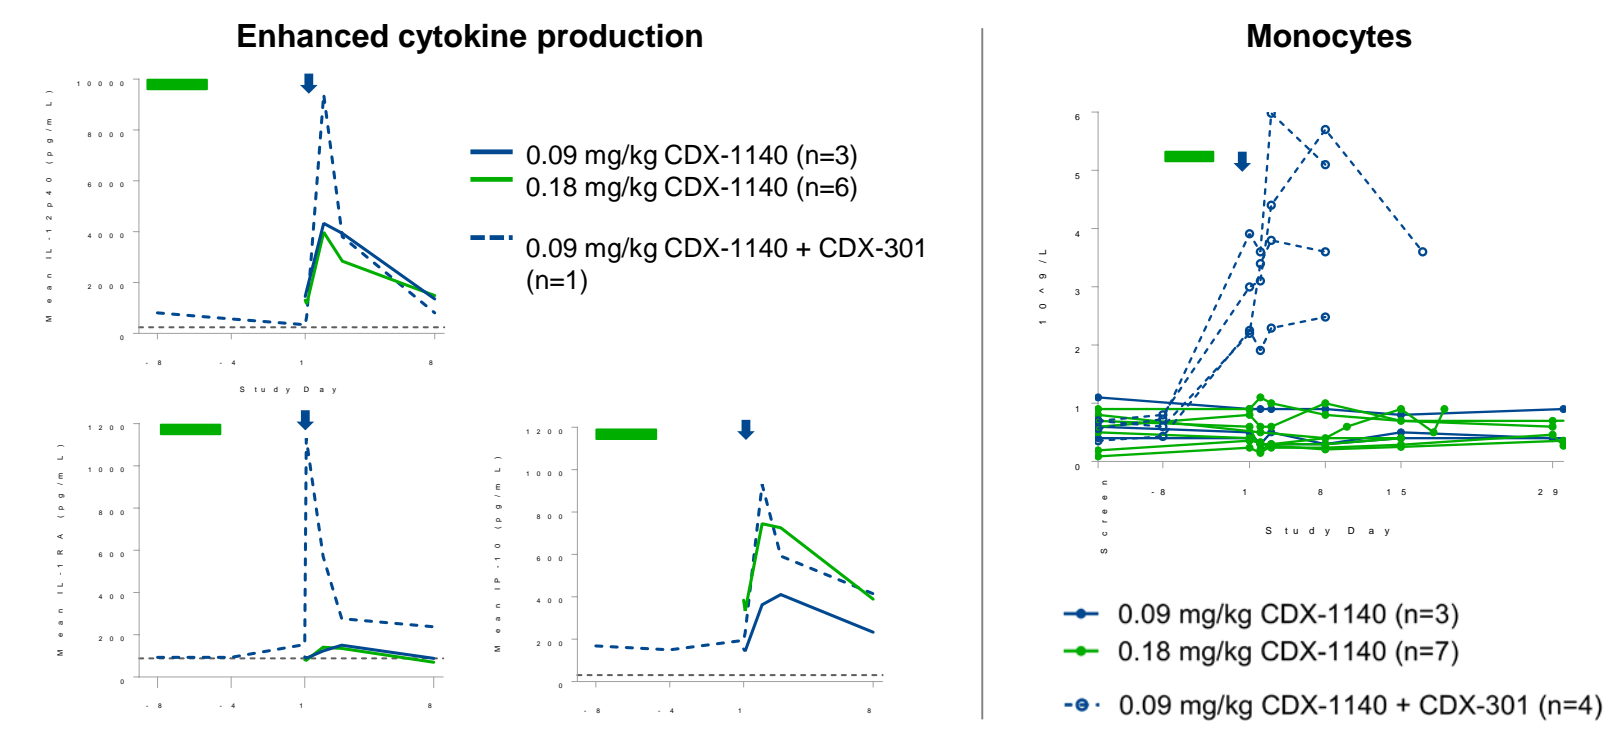 Enhanced cytokine production
Mean IL-12p40 (pg/mL)
10000
8000
6000
4000
2000
0
-8 -4 1 8
Study Day
0.09 mg/kg CDX-1140 (n=3)
0.18 mg/kg CDX-1140 (n=6)
0.09 mg/kg CDX-1140 + CDX-301
(n=1)
Mean IL-1RA (pg/mL)
1200
1000
800
600
400
200
0
-8 -4 1 8
Mean IP-10 (pg/mL)
1200
1000
800
600
400
200
0
-8 -4 1 8
Monocytes
10^9/L
6
5
4
3
2
1
0
Screen -8 1 8 15 29
Study Day
0.09 mg/kg CDX-1140 (n=3)
0.18 mg/kg CDX-1140 (n=7)
0.09 mg/kg CDX-1140 + CDX-301 (n=4)